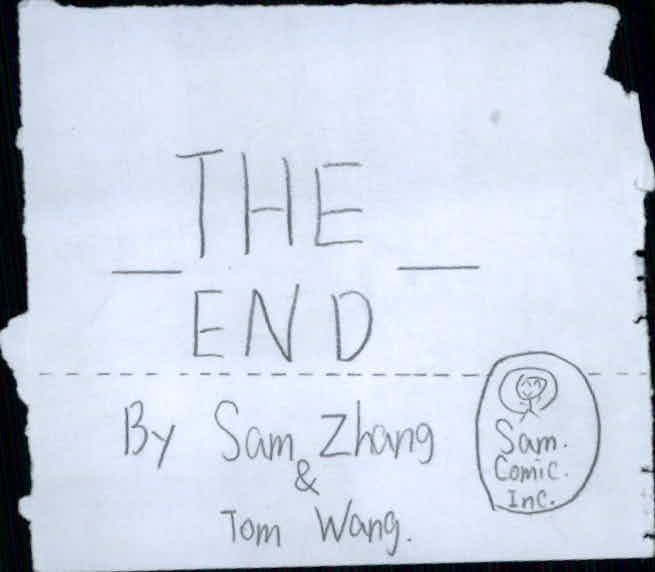 THE
END
By Sam Zhang
&
Tom Wang.
Sam.
Comic.
Inc.